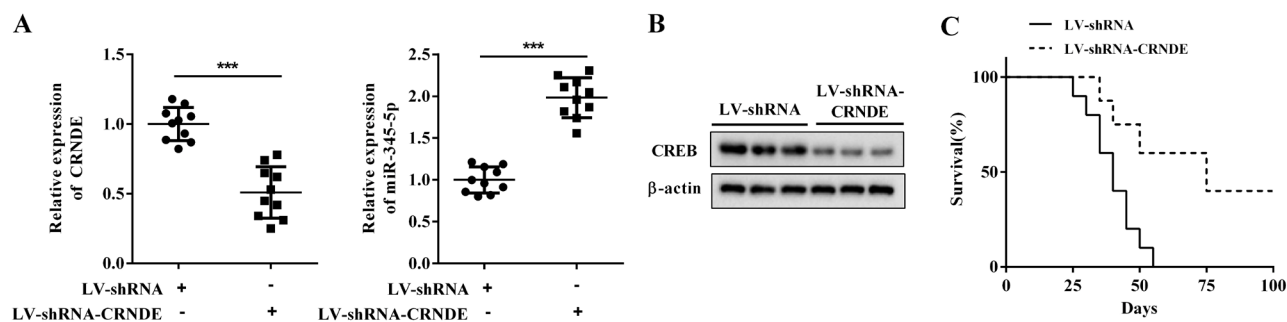 A
Relative expression
of CRNDE
1.5
1.0
0.5
0.0
***
LV-shRNA + -
LV-shRNA-CRNDE - +
Relative expression
of miR-345-5p
2.5
2.0
1.5
1.0
0.5
0.0
***
LV-shRNA + -
LV-shRNA-CRNDE - +
B
LV-shRNA
LV-shRNA-
CRNDE
CREB
β-actin
C
LV-shRNA
LV-shRNA-CRNDE
Survival(%)
100
50
0
0 25 50 75 100
Days